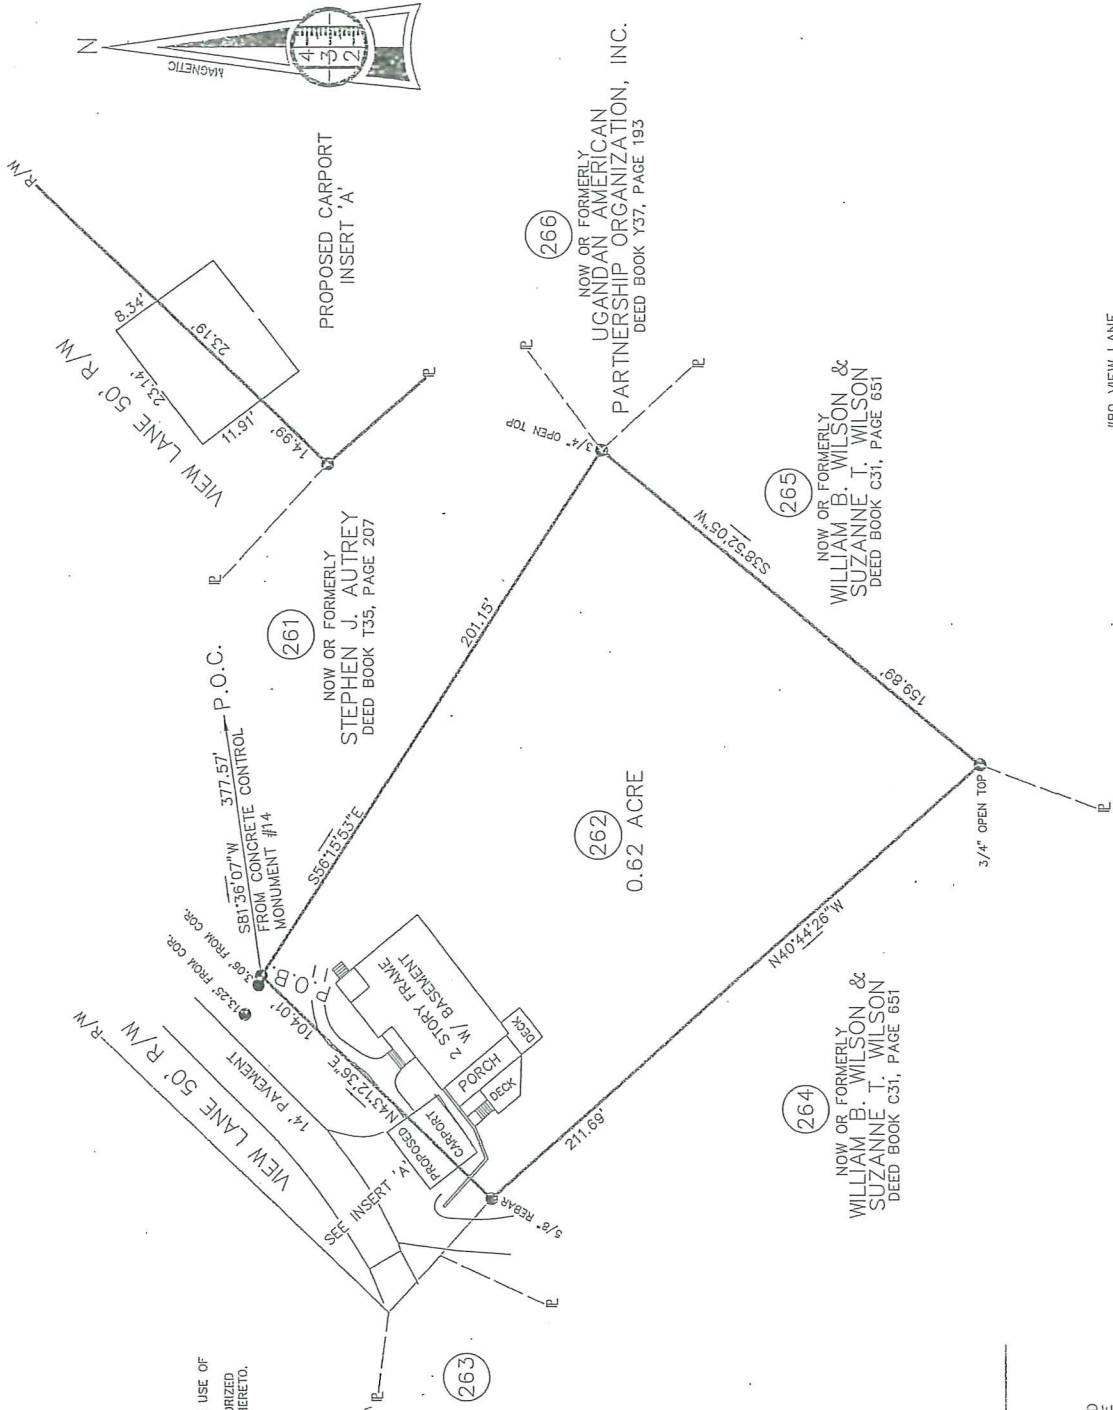 N
MAGNETIC
4
3
2
R/W
8.34'
23.19'
23.14'
11.91'
14.99'
VIEW LANE 50' R/W
PROPOSED CARPORT
INSERT 'A'
261
NOW OR FORMERLY
STEPHEN J. AUTREY
DEED BOOK T35, PAGE 207
266
NOW OR FORMERLY
UGANDAN AMERICAN
PARTNERSHIP ORGANIZATION, INC.
DEED BOOK Y37, PAGE 193
3/4" OPEN TOP
265
NOW OR FORMERLY
WILLIAM B. WILSON &
SUZANNE T. WILSON
DEED BOOK C31, PAGE 651
P.O.C.
S81°36'07"W 377.57'
FROM CONCRETE CONTROL
MONUMENT #14
S56°15'53"E
201.15'
S38°52'05"W
159.89'
3/4" OPEN TOP
262
0.62 ACRE
N40°44'26"W
211.69'
264
NOW OR FORMERLY
WILLIAM B. WILSON &
SUZANNE T. WILSON
DEED BOOK C31, PAGE 651
3.06' FROM COR.
13.25' FROM COR.
P.O.B.
104.01'
N43°12'36"E
R/W
VIEW LANE 50' R/W
14' PAVEMENT
SEE INSERT 'A'
2 STORY FRAME
W/ BASEMENT
PORCH
DECK
DECK
PROPOSED
CARPORT
5/8" REBAR
263
USE OF
HERETO.
VIEW LANE